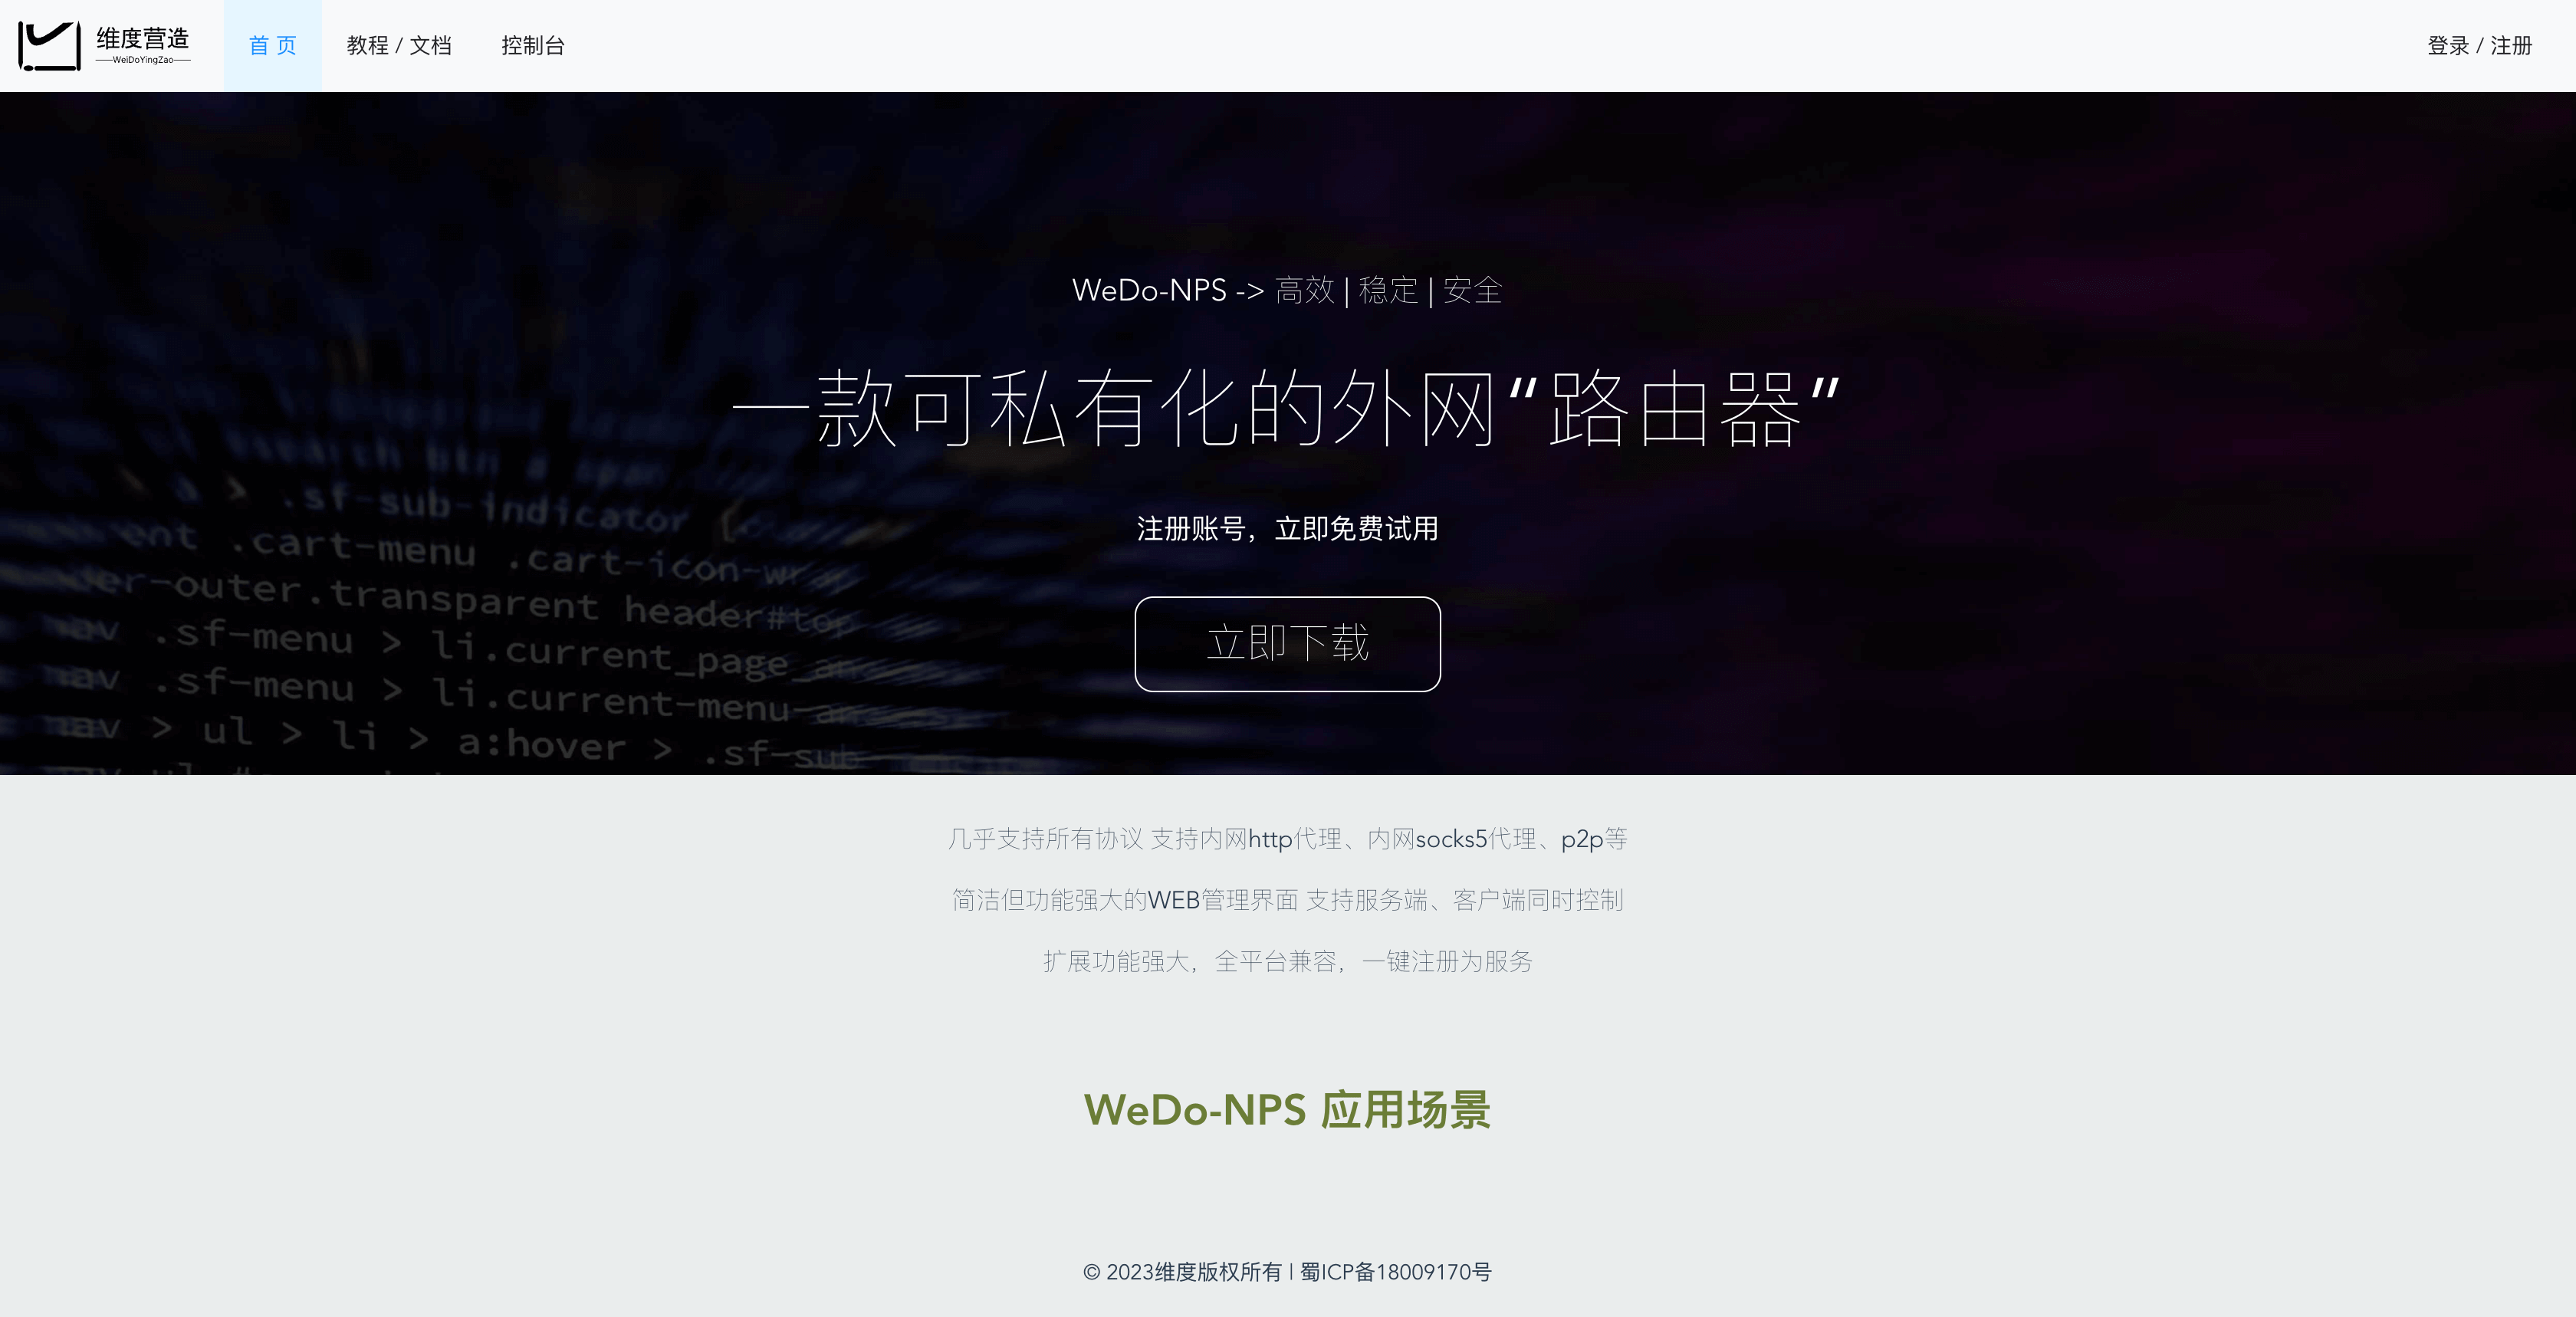 维度营造
WeiDoYingZao
首 页
教程 / 文档
控制台
登录 / 注册
WeDo-NPS -> 高效 | 稳定 | 安全
一款可私有化的外网“路由器”
注册账号，立即免费试用
立即下载
.sf-sub-indicator {
.cart-menu .cart-icon-wrap
-outer.transparent header#top
.sf-menu > li.current_page_an
.sf-menu > li.current-menu-an
> ul > li > a:hover > .sf-sub
几乎支持所有协议 支持内网http代理、内网socks5代理、p2p等
简洁但功能强大的WEB管理界面 支持服务端、客户端同时控制
扩展功能强大，全平台兼容，一键注册为服务
WeDo-NPS 应用场景
© 2023维度版权所有 | 蜀ICP备18009170号